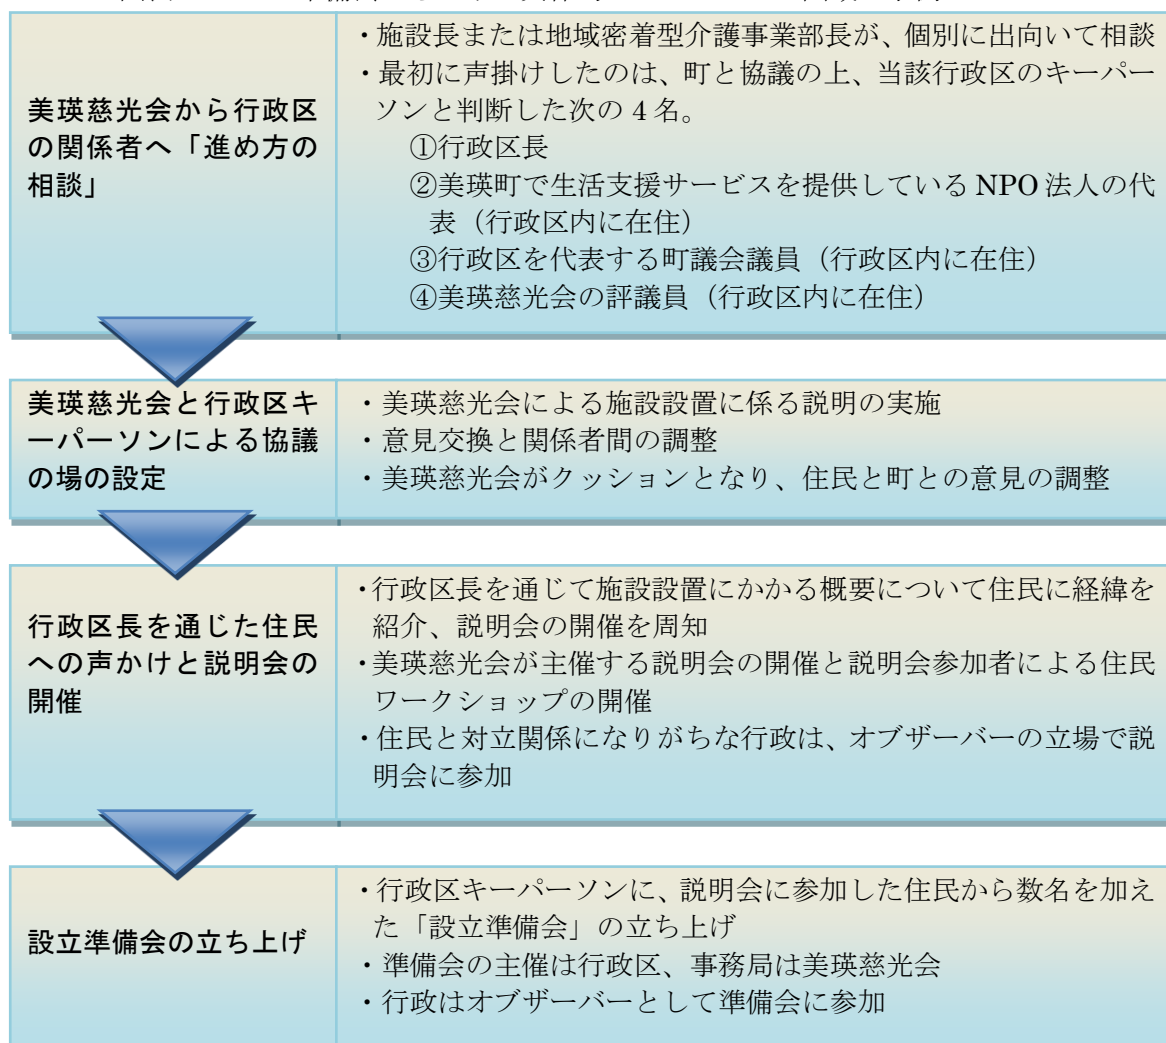 美瑛慈光会から行政区
の関係者へ「進め方の
相談」
・施設長または地域密着型介護事業部長が、個別に出向いて相談
・最初に声掛けしたのは、町と協議の上、当該行政区のキーパー
ソンと判断した次の 4 名。
①行政区長
②美瑛町で生活支援サービスを提供している NPO 法人の代
表（行政区内に在住）
③行政区を代表する町議会議員（行政区内に在住）
④美瑛慈光会の評議員（行政区内に在住）
美瑛慈光会と行政区キ
ーパーソンによる協議
の場の設定
・美瑛慈光会による施設設置に係る説明の実施
・意見交換と関係者間の調整
・美瑛慈光会がクッションとなり、住民と町との意見の調整
行政区長を通じた住民
への声かけと説明会の
開催
・行政区長を通じて施設設置にかかる概要について住民に経緯を
紹介、説明会の開催を周知
・美瑛慈光会が主催する説明会の開催と説明会参加者による住民
ワークショップの開催
・住民と対立関係になりがちな行政は、オブザーバーの立場で説
明会に参加
設立準備会の立ち上げ
・行政区キーパーソンに、説明会に参加した住民から数名を加え
た「設立準備会」の立ち上げ
・準備会の主催は行政区、事務局は美瑛慈光会
・行政はオブザーバーとして準備会に参加